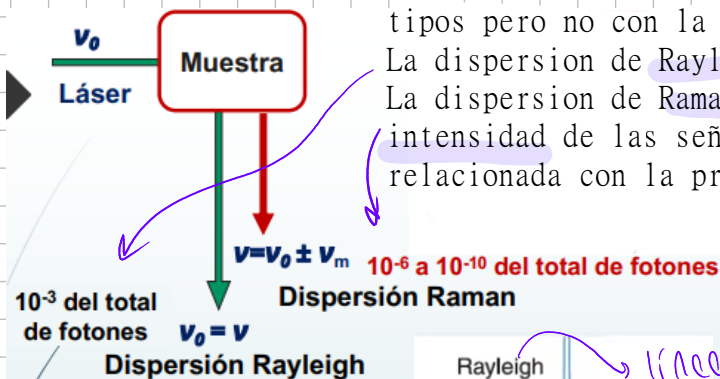 tipos pero no con la
La dispersion de Rayl
La dispersion de Rama
intensidad de las señ
relacionada con la pr
ν₀
Láser
Muestra
ν=ν₀ ± νₘ
10⁻⁶ a 10⁻¹⁰ del total de fotones
Dispersión Raman
10⁻³ del total
de fotones
ν₀ = ν
Dispersión Rayleigh
Rayleigh